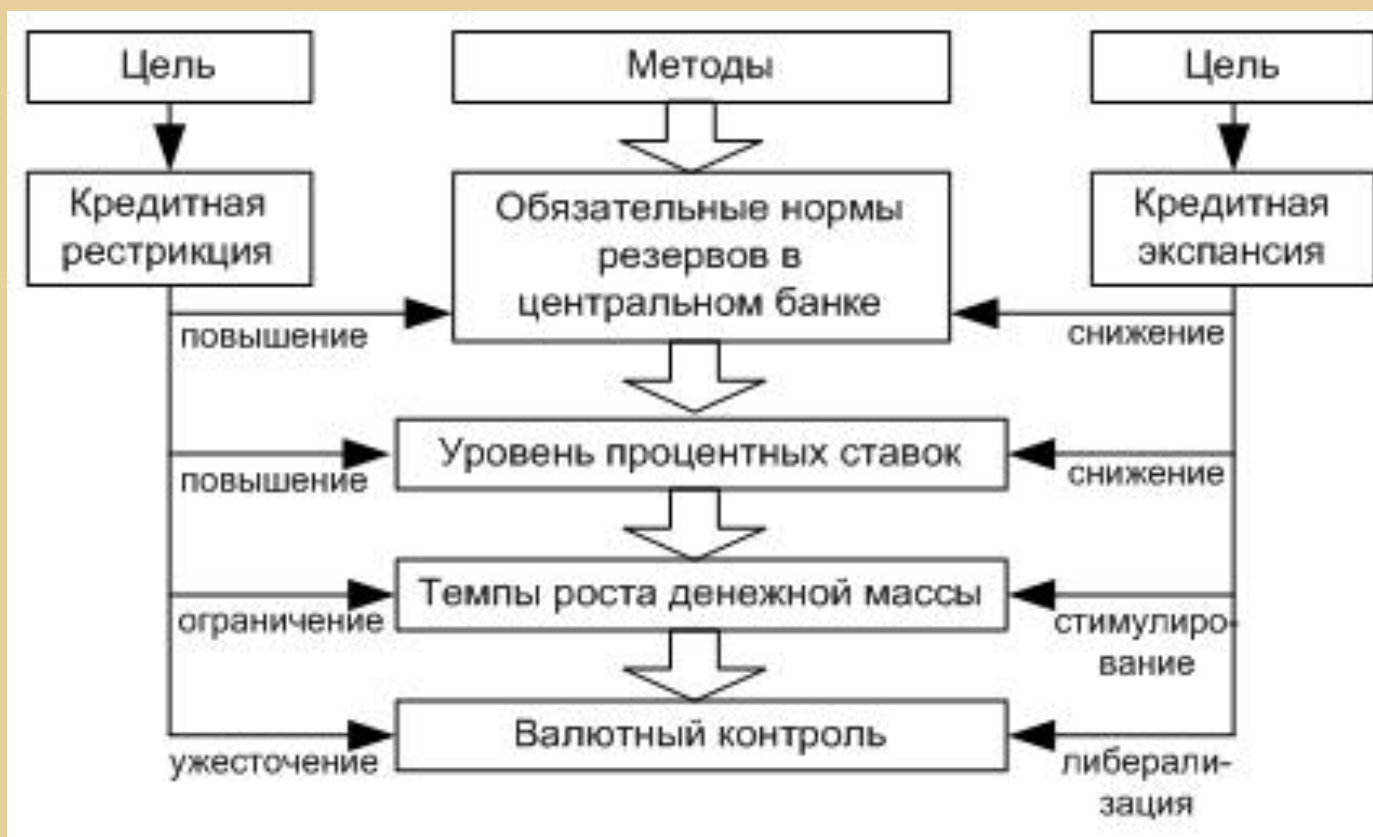 Цель
Методы
Цель
Кредитная
рестрикция
Обязательные нормы
резервов в
центральном банке
Кредитная
экспансия
повышение
снижение
Уровень процентных ставок
повышение
снижение
Темпы роста денежной массы
ограничение
стимулиро-
вание
Валютный контроль
ужесточение
либерали-
зация